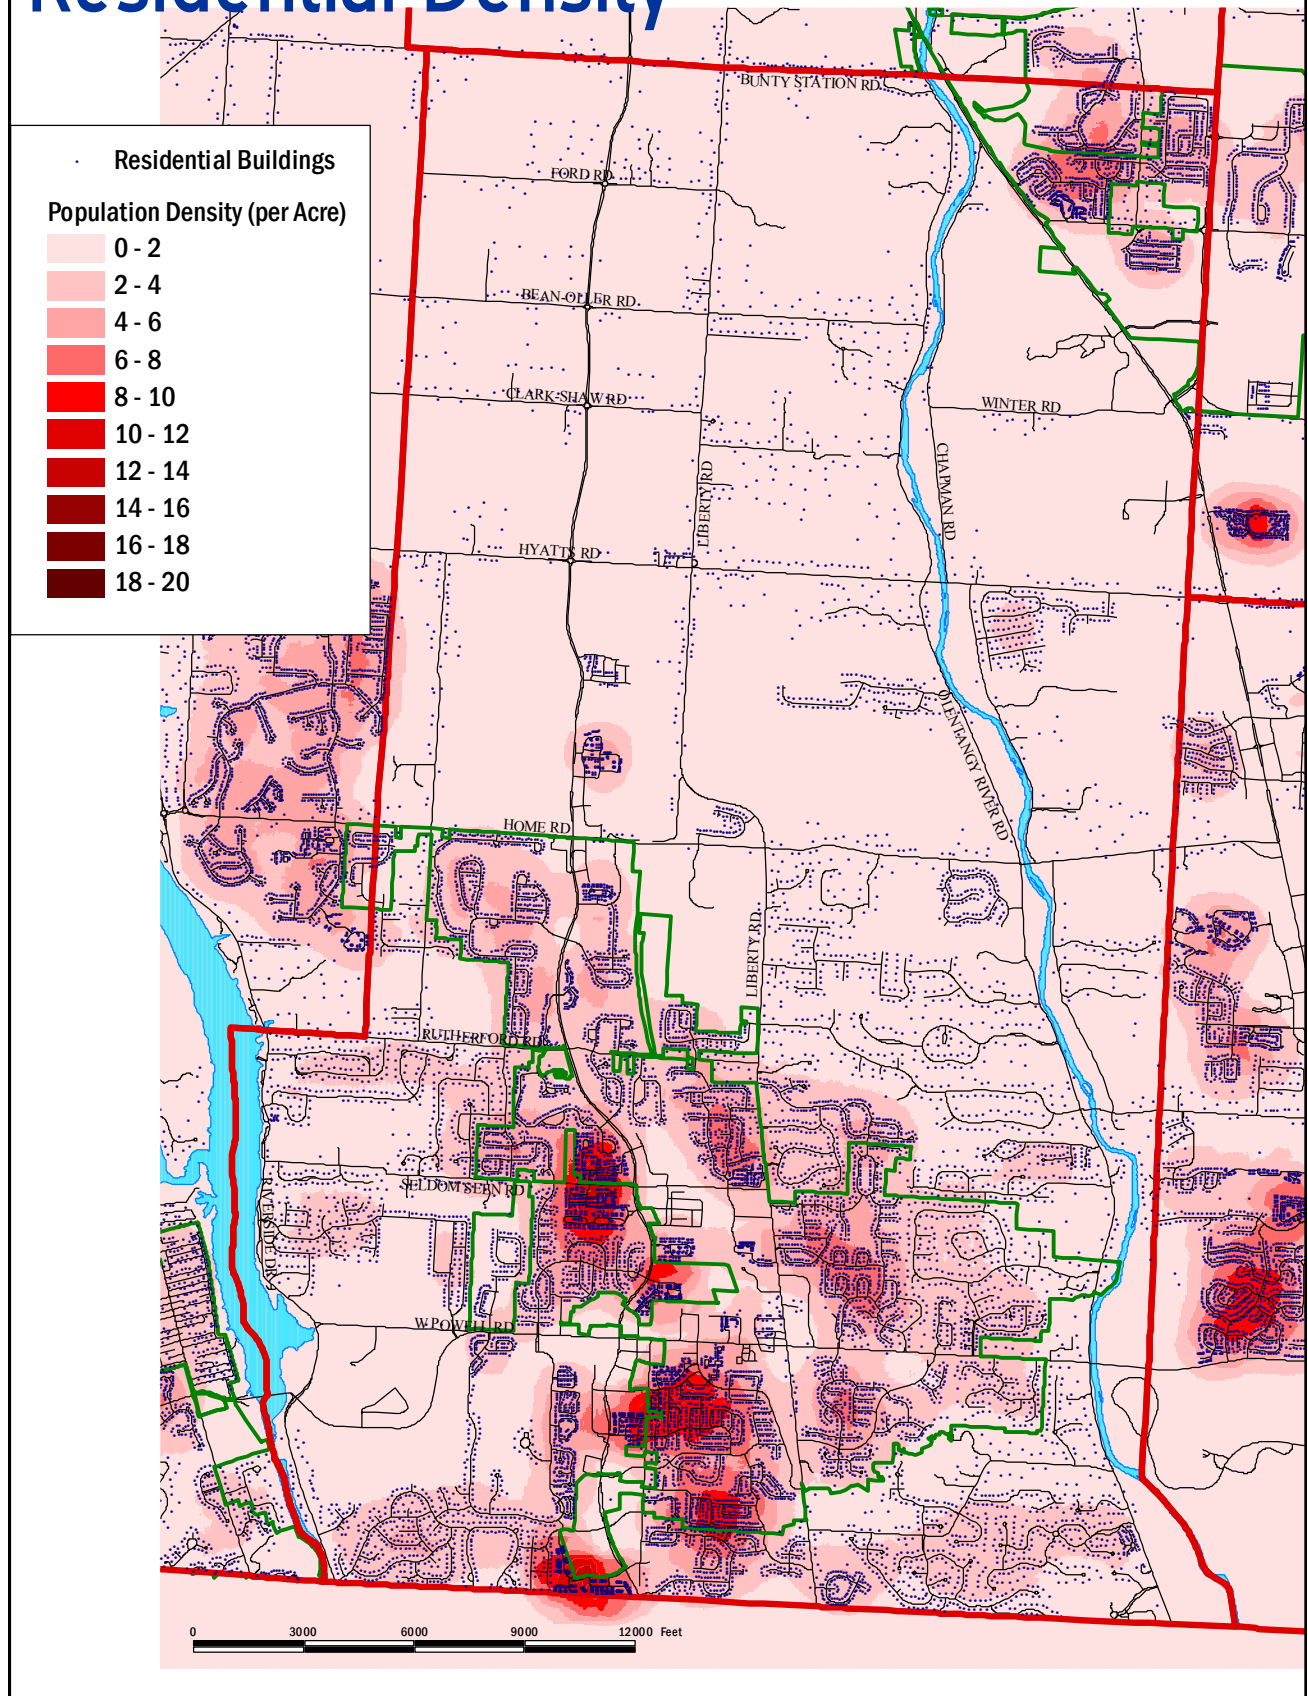 Residential Density
BUNTY STATION RD
Residential Buildings
FORD RD
Population Density (per Acre)
0 - 2
2 - 4
BEAN-OLLER RD
4 - 6
6 - 8
8 - 10
CLARK-SHAW RD
WINTER RD
10 - 12
12 - 14
CHAPMAN RD
LIBERTY RD
14 - 16
16 - 18
HYATTS RD
18 - 20
OLENTANGY RIVER RD
HOME RD
LIBERTY RD
RUTHERFORD RD
SELDOM SEEN RD
RIVERSIDE DR
W POWELL RD
0 3000 6000 9000 12000 Feet